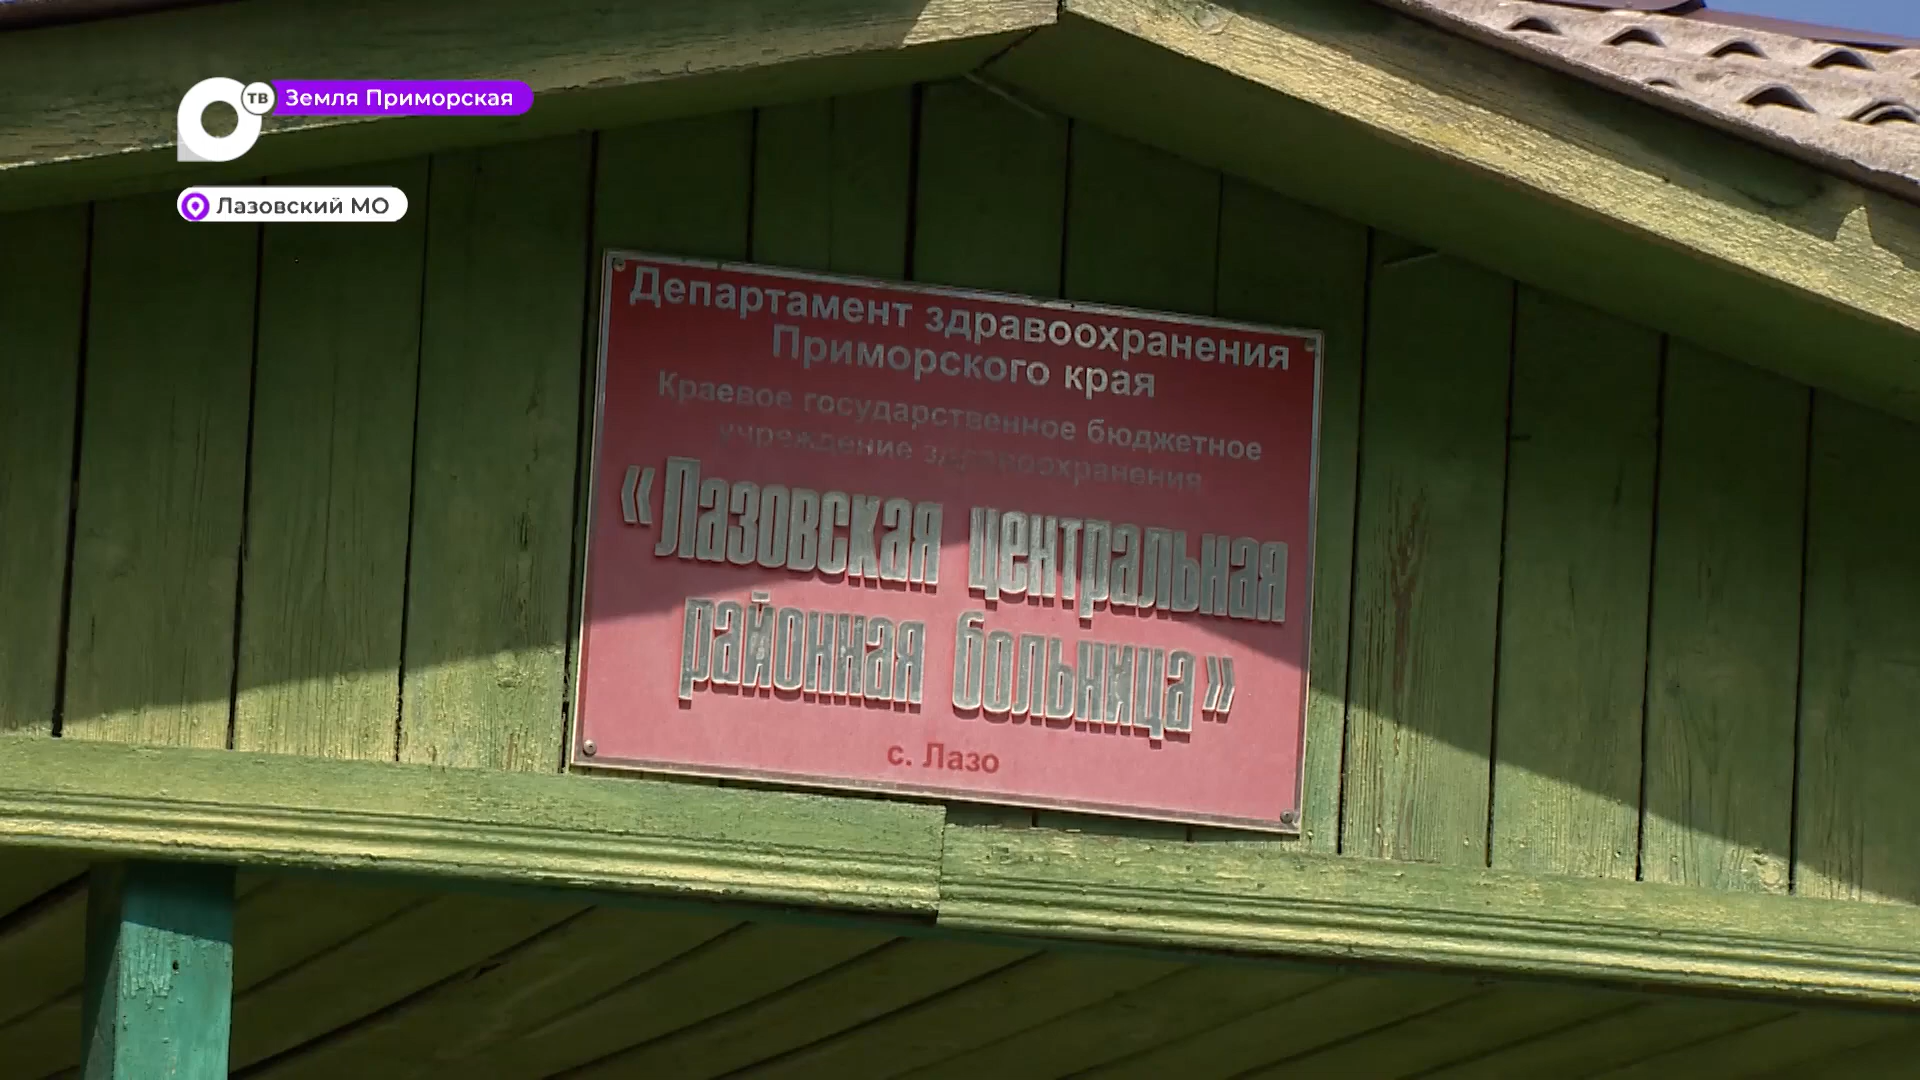 ТВ Земля Приморская
Лазовский МО
Департамент здравоохранения
Приморского края
Краевое государственное бюджетное
учреждение здравоохранения
«Лазовская центральная
районная больница»
с. Лазо